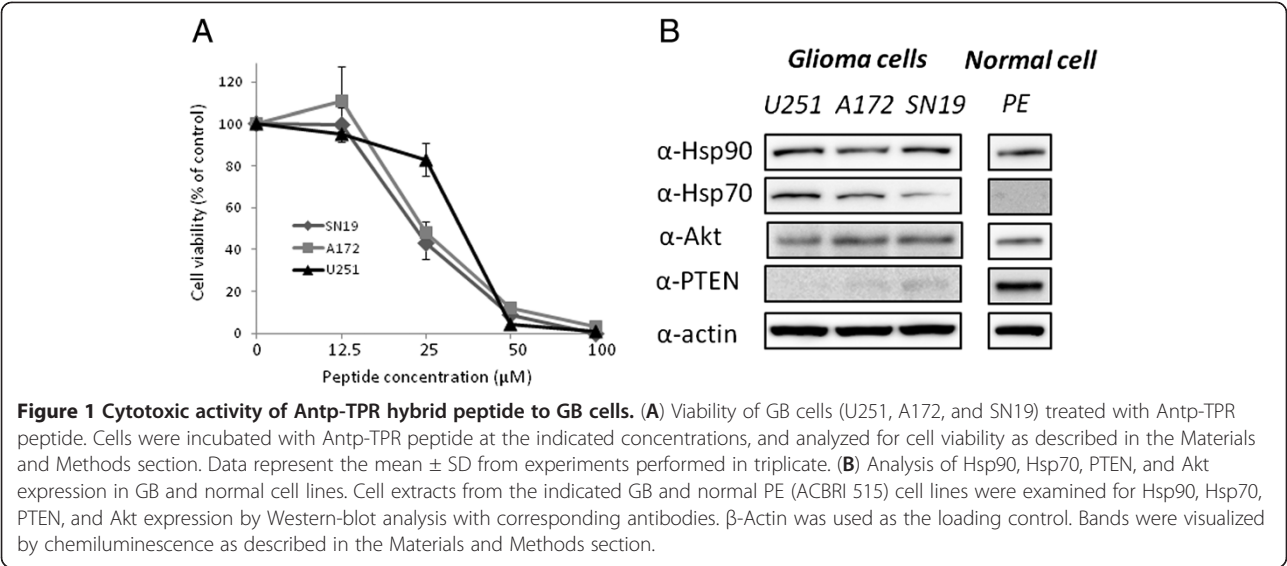 A
Cell viability (% of control)
120
100
80
60
40
20
0
SN19
A172
U251
0 12.5 25 50 100
Peptide concentration (μM)
B
Glioma cells Normal cell
U251 A172 SN19 PE
α-Hsp90
α-Hsp70
α-Akt
α-PTEN
α-actin
Figure 1 Cytotoxic activity of Antp-TPR hybrid peptide to GB cells. (A) Viability of GB cells (U251, A172, and SN19) treated with Antp-TPR
peptide. Cells were incubated with Antp-TPR peptide at the indicated concentrations, and analyzed for cell viability as described in the Materials
and Methods section. Data represent the mean ± SD from experiments performed in triplicate. (B) Analysis of Hsp90, Hsp70, PTEN, and Akt
expression in GB and normal cell lines. Cell extracts from the indicated GB and normal PE (ACBRI 515) cell lines were examined for Hsp90, Hsp70,
PTEN, and Akt expression by Western-blot analysis with corresponding antibodies. β-Actin was used as the loading control. Bands were visualized
by chemiluminescence as described in the Materials and Methods section.